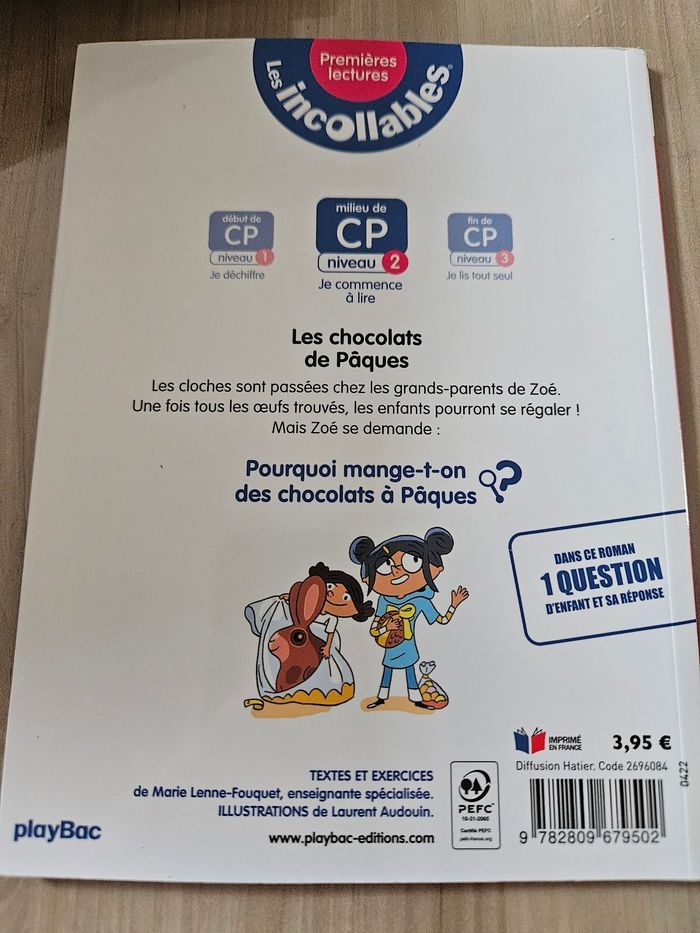 Premières
lectures
Les incollables®
début de
CP
niveau 1
Je déchiffre
milieu de
CP
niveau 2
Je commence
à lire
fin de
CP
niveau 3
Je lis tout seul
Les chocolats
de Pâques
Les cloches sont passées chez les grands-parents de Zoé.
Une fois tous les œufs trouvés, les enfants pourront se régaler !
Mais Zoé se demande :
Pourquoi mange-t-on
des chocolats à Pâques ?
DANS CE ROMAN
1 QUESTION
D'ENFANT ET SA RÉPONSE
IMPRIMÉ
EN FRANCE
3,95 €
Diffusion Hatier. Code 2696084
0422
TEXTES ET EXERCICES
de Marie Lenne-Fouquet, enseignante spécialisée.
ILLUSTRATIONS de Laurent Audouin.
www.playbac-editions.com
playBac
PEFC
Certifié PEFC
pefc-france.org
9 782809 679502